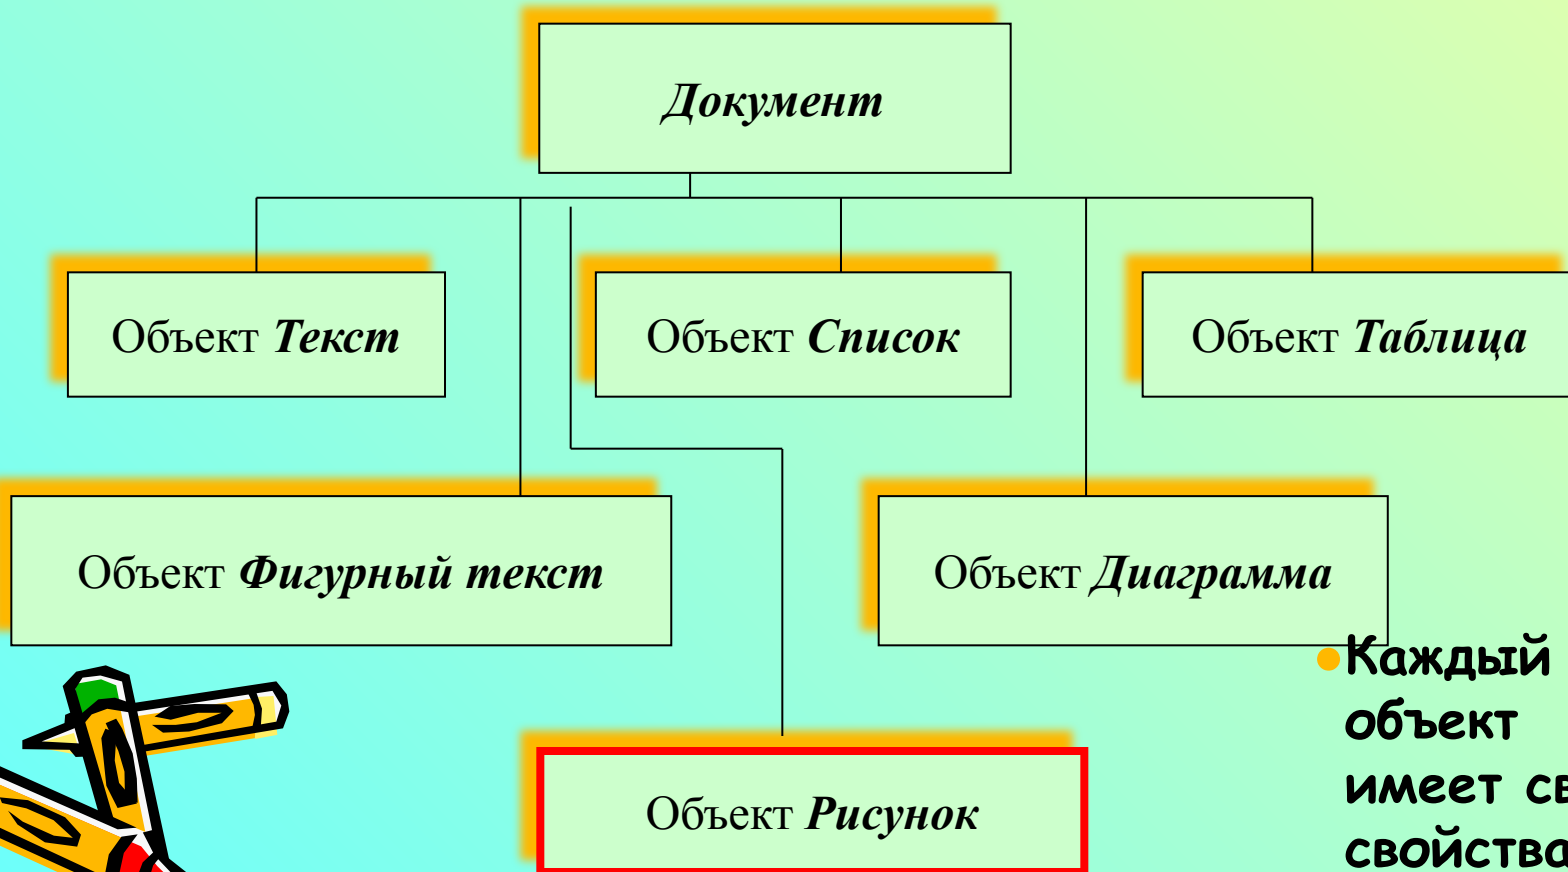 Документ
Объект Текст
Объект Список
Объект Таблица
Объект Фигурный текст
Объект Диаграмма
Объект Рисунок
Каждый
объект
имеет
свойства